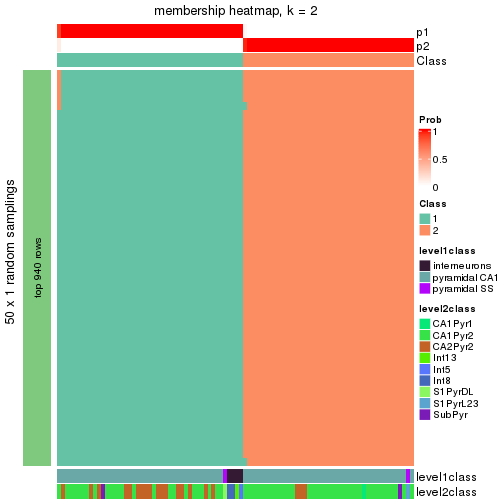 membership heatmap, k = 2
p1
p2
Class
50 x 1 random samplings
top 940 rows
Prob
1
0.5
0
Class
1
2
level1class
interneurons
pyramidal CA1
pyramidal SS
level2class
CA1Pyr1
CA1Pyr2
CA2Pyr2
Int13
Int5
Int8
S1PyrDL
S1PyrL23
SubPyr
level1class
level2class